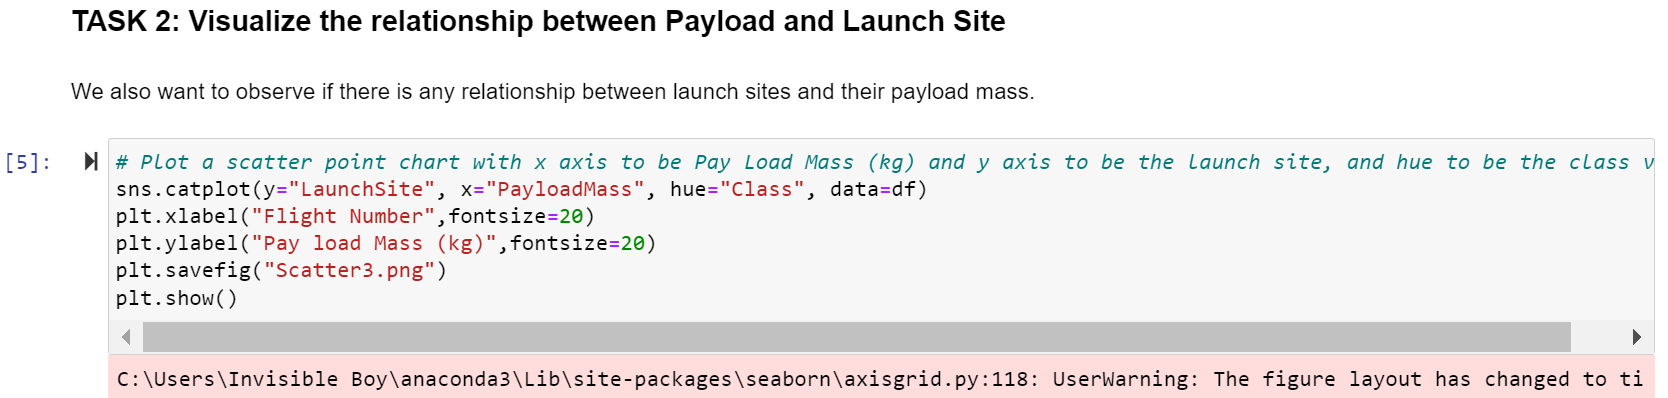 TASK 2: Visualize the relationship between Payload and Launch Site
We also want to observe if there is any relationship between launch sites and their payload mass.
[5]:
# Plot a scatter point chart with x axis to be Pay Load Mass (kg) and y axis to be the launch site, and hue to be the class v
sns.catplot(y="LaunchSite", x="PayloadMass", hue="Class", data=df)
plt.xlabel("Flight Number",fontsize=20)
plt.ylabel("Pay load Mass (kg)",fontsize=20)
plt.savefig("Scatter3.png")
plt.show()
C:\Users\Invisible Boy\anaconda3\Lib\site-packages\seaborn\axisgrid.py:118: UserWarning: The figure layout has changed to ti